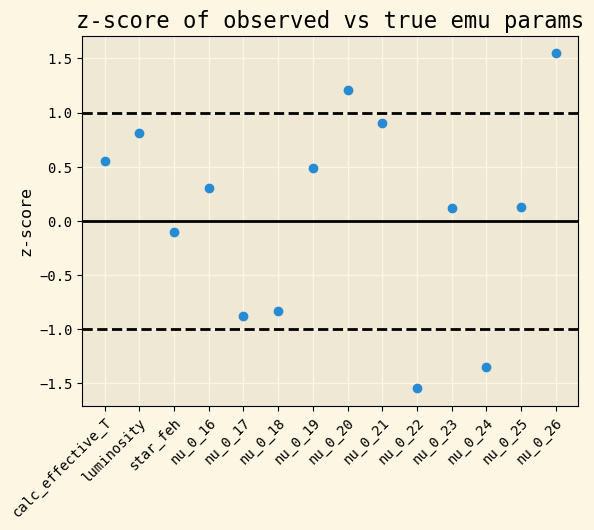 z-score of observed vs true emu params
z-score
1.5
1.0
0.5
0.0
−0.5
−1.0
−1.5
calc_effective_T
luminosity
star_feh
nu_0_16
nu_0_17
nu_0_18
nu_0_19
nu_0_20
nu_0_21
nu_0_22
nu_0_23
nu_0_24
nu_0_25
nu_0_26